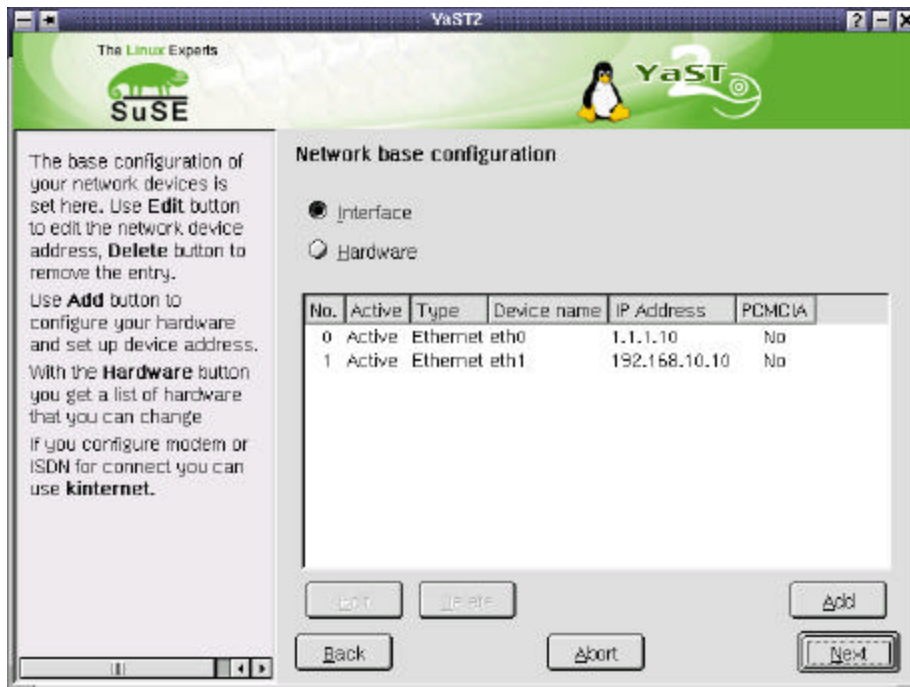 YaST2
The Linux Experts
SuSE
YaST
2
The base configuration of
your network devices is
set here. Use Edit button
to edit the network device
address, Delete button to
remove the entry.
Use Add button to
configure your hardware
and set up device address.
With the Hardware button
you get a list of hardware
that you can change
If you configure modem or
ISDN for connect you can
use kinternet.
Network base configuration
Interface
Hardware
No. Active Type Device name IP Address PCMCIA
0 Active Ethernet eth0 1.1.1.10 No
1 Active Ethernet eth1 192.168.10.10 No
Edit Delete Add
Back Abort Next